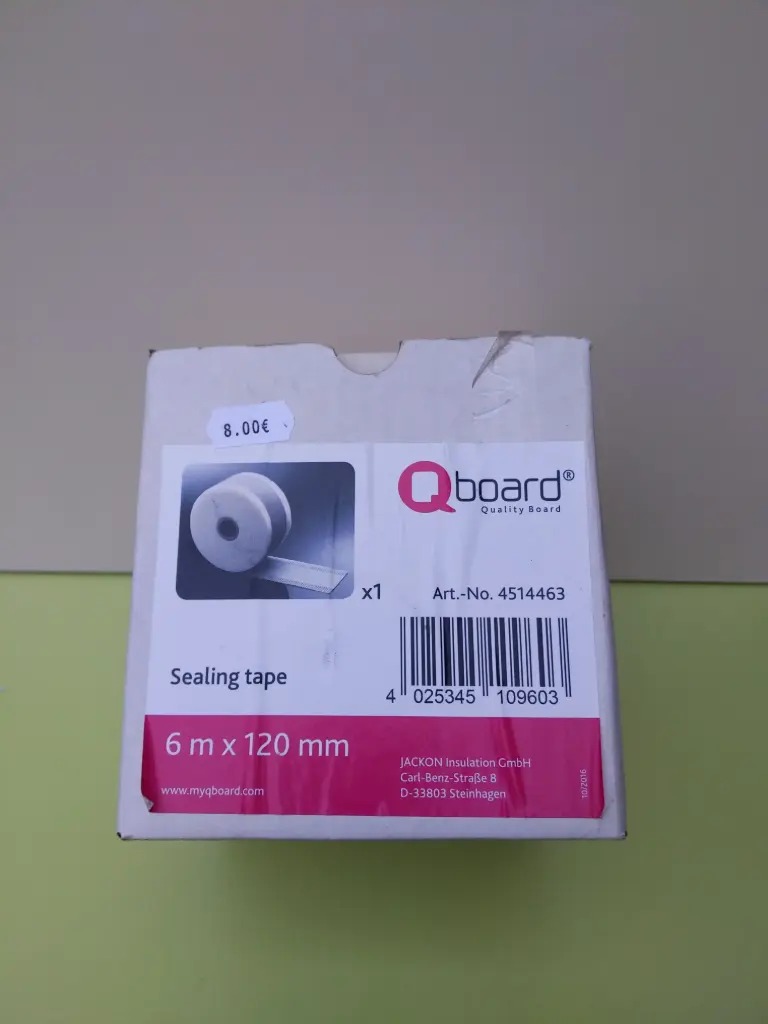 8.00€
Qboard®
Quality Board
x1
Art.-No. 4514463
4 025345 109603
Sealing tape
6 m x 120 mm
www.myqboard.com
JACKON Insulation GmbH
Carl-Benz-Straße 8
D-33803 Steinhagen
10/2016